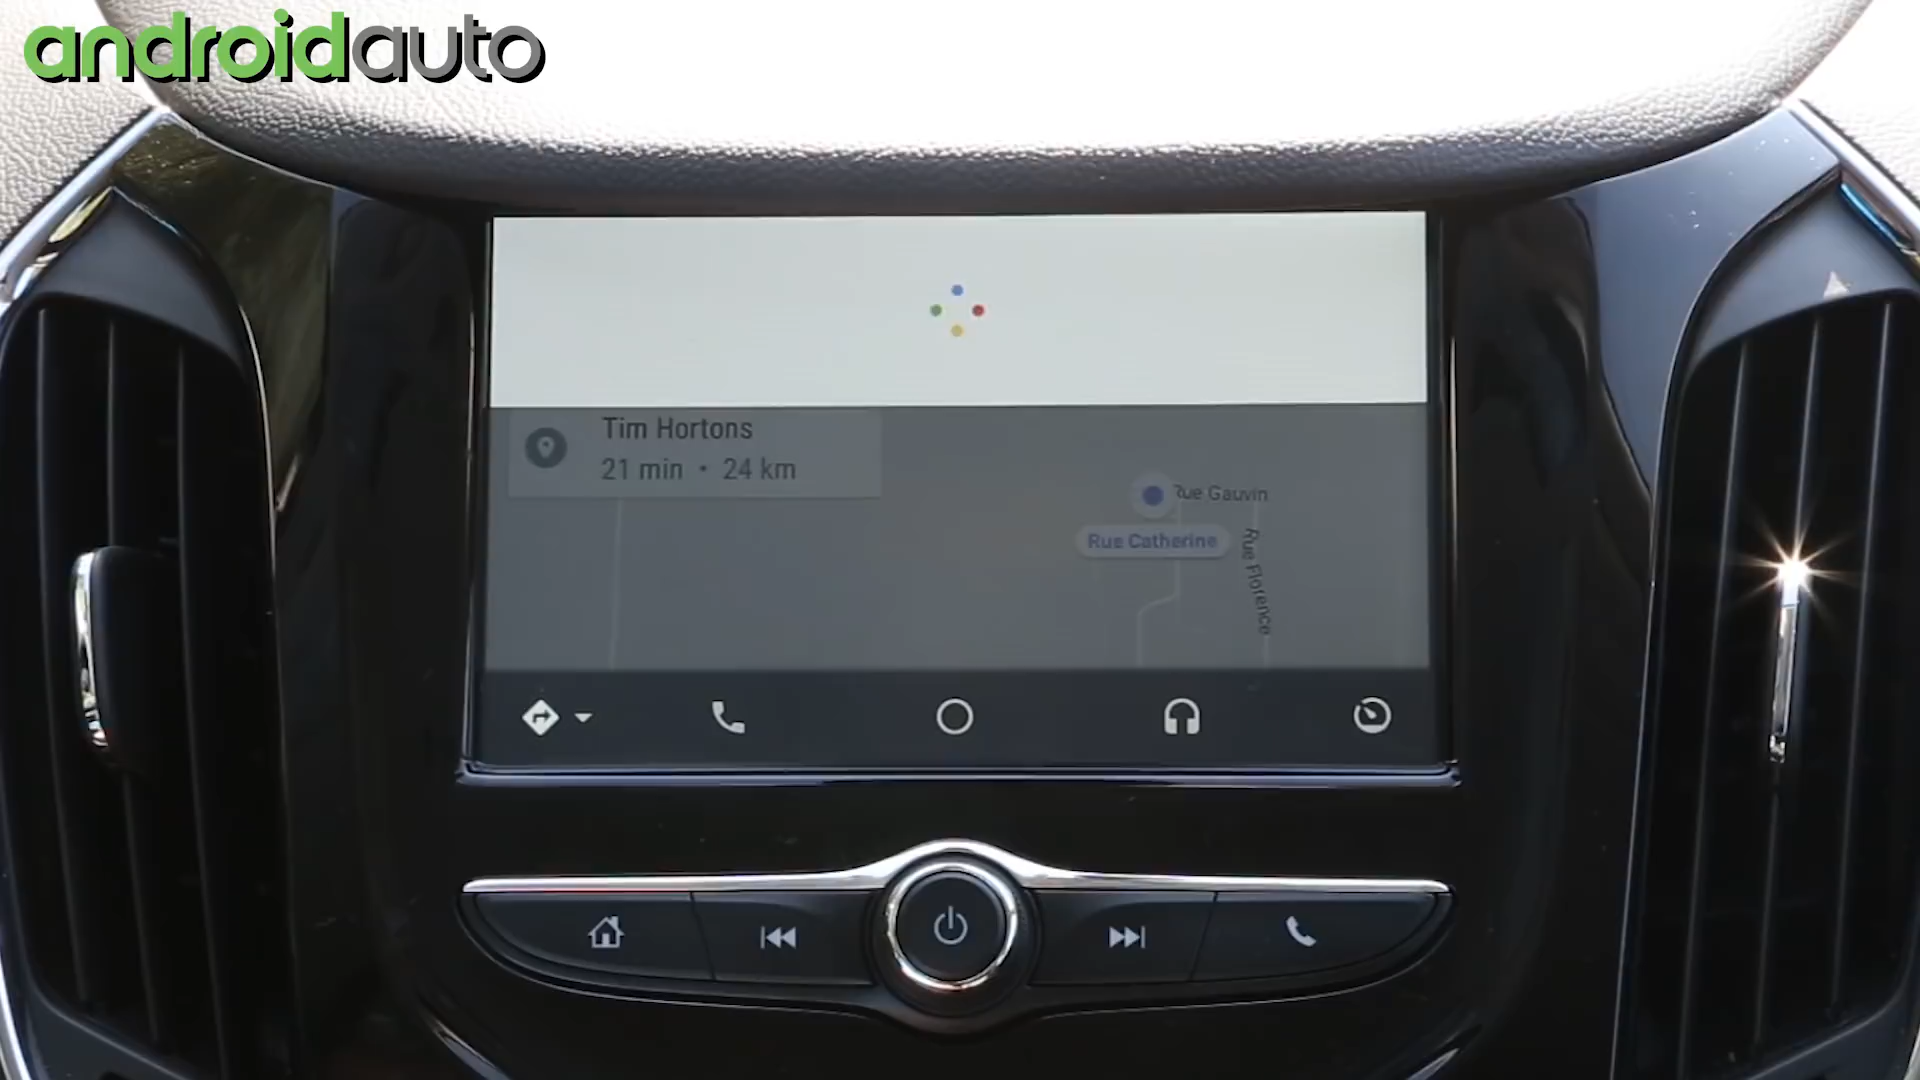 androidauto
Tim Hortons
21 min • 24 km
Rue Gauvin
Rue Catherine
Rue Florence